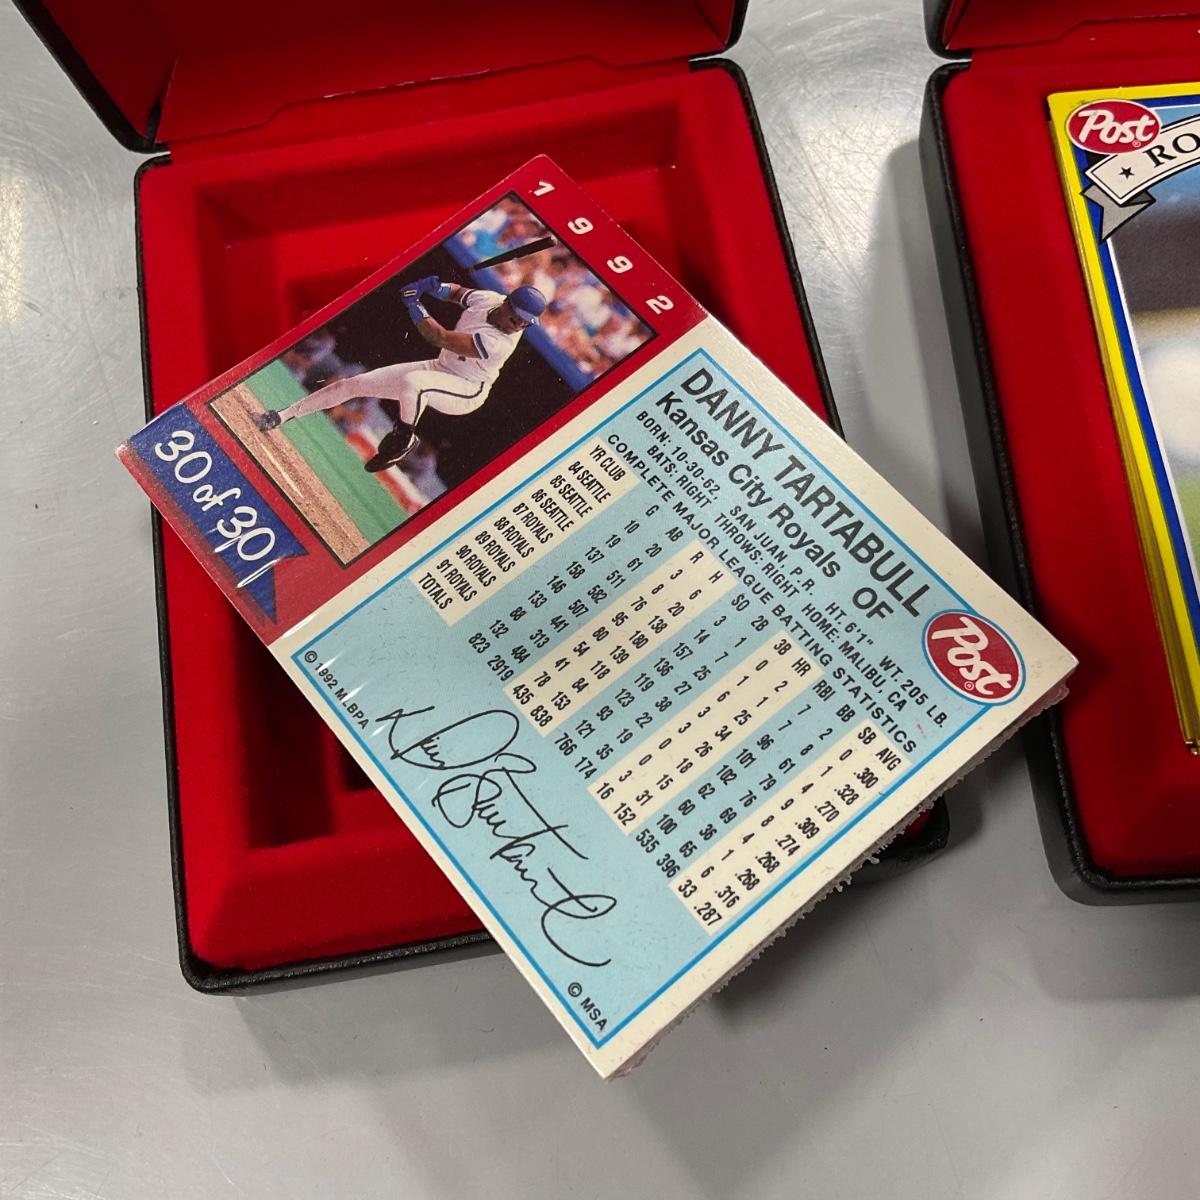 1992
30 of 30
DANNY TARTABULL
Kansas City Royals OF
BORN: 10-30-62, SAN JUAN, P.R. HT. 6'1" WT. 205 LB.
BATS: RIGHT THROWS: RIGHT HOME: MALIBU, CA
COMPLETE MAJOR LEAGUE BATTING STATISTICS
YR CLUB G AB R H SO 2B 3B HR RBI BB SB AVG
84 SEATTLE 10 20 3 6 3 1 0 2 7 2 0 .300
85 SEATTLE 19 61 8 20 14 7 1 1 7 8 1 .328
86 SEATTLE 137 511 76 138 157 25 6 25 96 61 4 .270
87 ROYALS 158 582 95 180 136 27 3 34 101 79 9 .309
88 ROYALS 146 507 80 139 119 38 3 26 102 76 8 .274
89 ROYALS 133 441 54 118 123 22 0 18 62 69 4 .268
90 ROYALS 88 313 41 84 93 19 0 15 60 36 1 .268
91 ROYALS 132 484 78 153 121 35 3 31 100 65 6 .316
TOTALS 823 2919 435 838 766 174 16 152 535 396 33 .287
Post
© 1992 MLBPA
© MSA
Post
RO